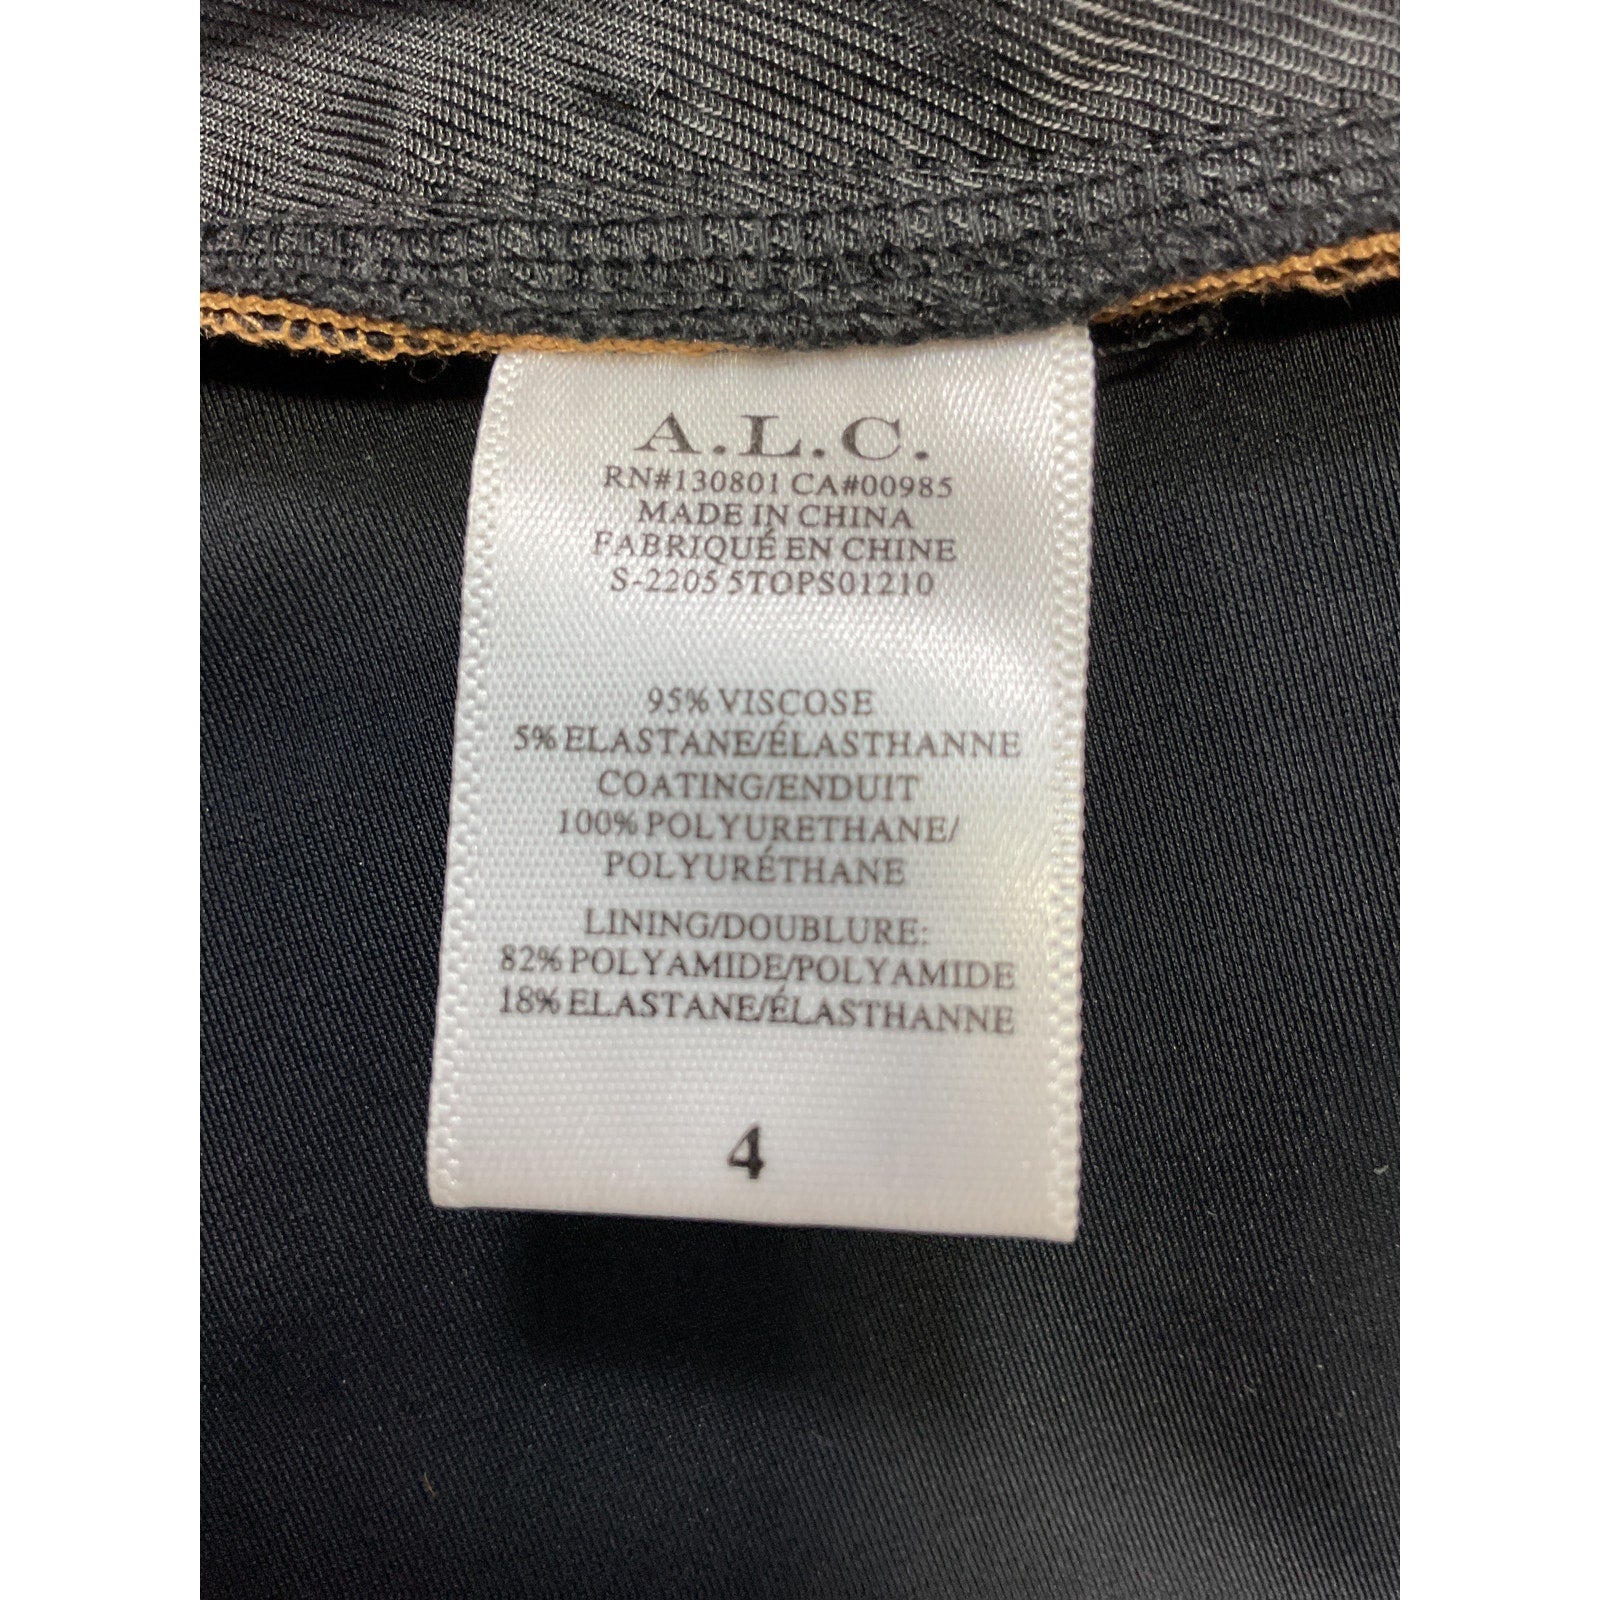 A.L.C.
RN#130801 CA#00985
MADE IN CHINA
FABRIQUÉ EN CHINE
S-2205 5TOPS01210
95% VISCOSE
5% ELASTANE/ÉLASTHANNE
COATING/ENDUIT
100% POLYURETHANE/
POLYURÉTHANE
LINING/DOUBLURE:
82% POLYAMIDE/POLYAMIDE
18% ELASTANE/ÉLASTHANNE
4